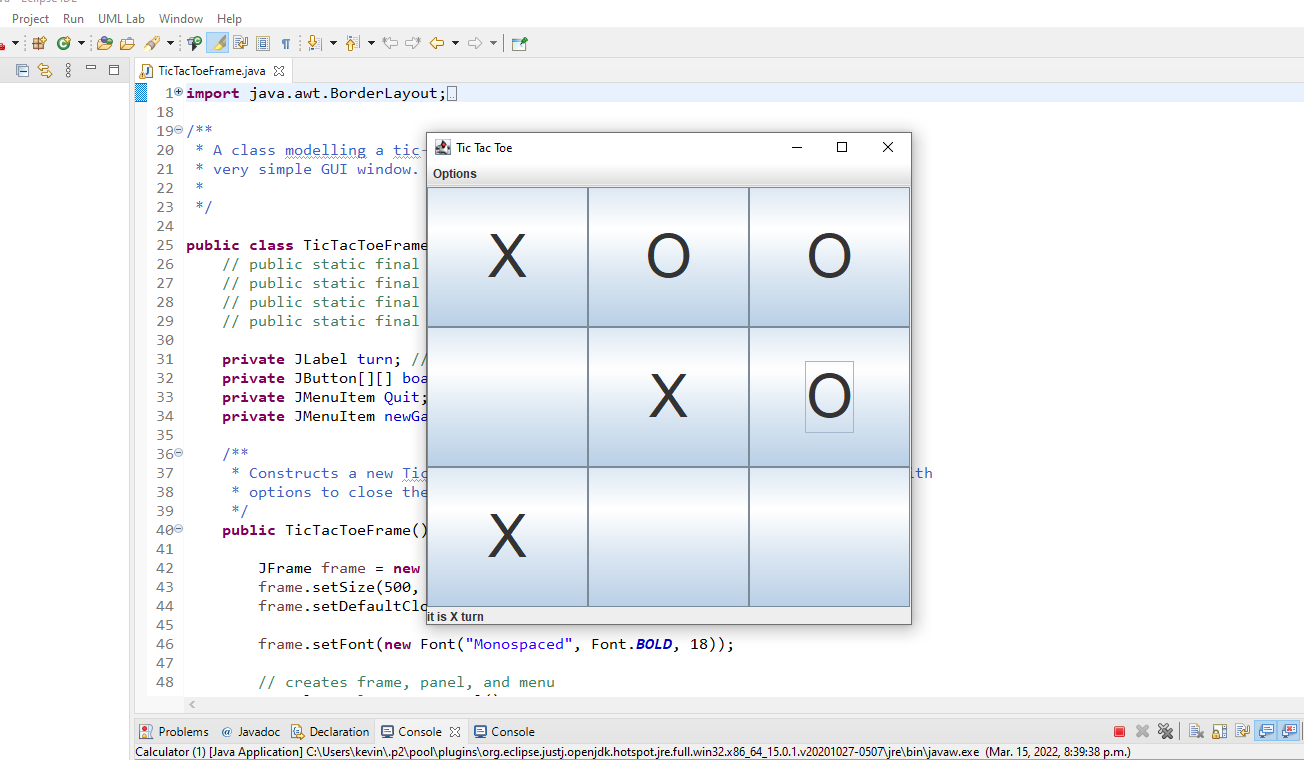 Project Run UML Lab Window Help
TicTacToeFrame.java
1 import java.awt.BorderLayout;
18
19 /**
20 * A class modelling a tic-
21 * very simple GUI window.
22 *
23 */
24
25 public class TicTacToeFrame
26 // public static final
27 // public static final
28 // public static final
29 // public static final
30
31 private JLabel turn; //
32 private JButton[][] boa
33 private JMenuItem Quit;
34 private JMenuItem newGa
35
36 /**
37 * Constructs a new Tic
38 * options to close the
39 */
40 public TicTacToeFrame()
41
42 JFrame frame = new
43 frame.setSize(500,
44 frame.setDefaultClo
45
46 frame.setFont(new Font("Monospaced", Font.BOLD, 18));
47
48 // creates frame, panel, and menu
Tic Tac Toe
Options
X O O
X O
X
it is X turn
Problems @ Javadoc Declaration Console Console
Calculator (1) [Java Application] C:\Users\kevin\.p2\pool\plugins\org.eclipse.justj.openjdk.hotspot.jre.full.win32.x86_64_15.0.1.v20201027-0507\jre\bin\javaw.exe (Mar. 15, 2022, 8:39:38 p.m.)